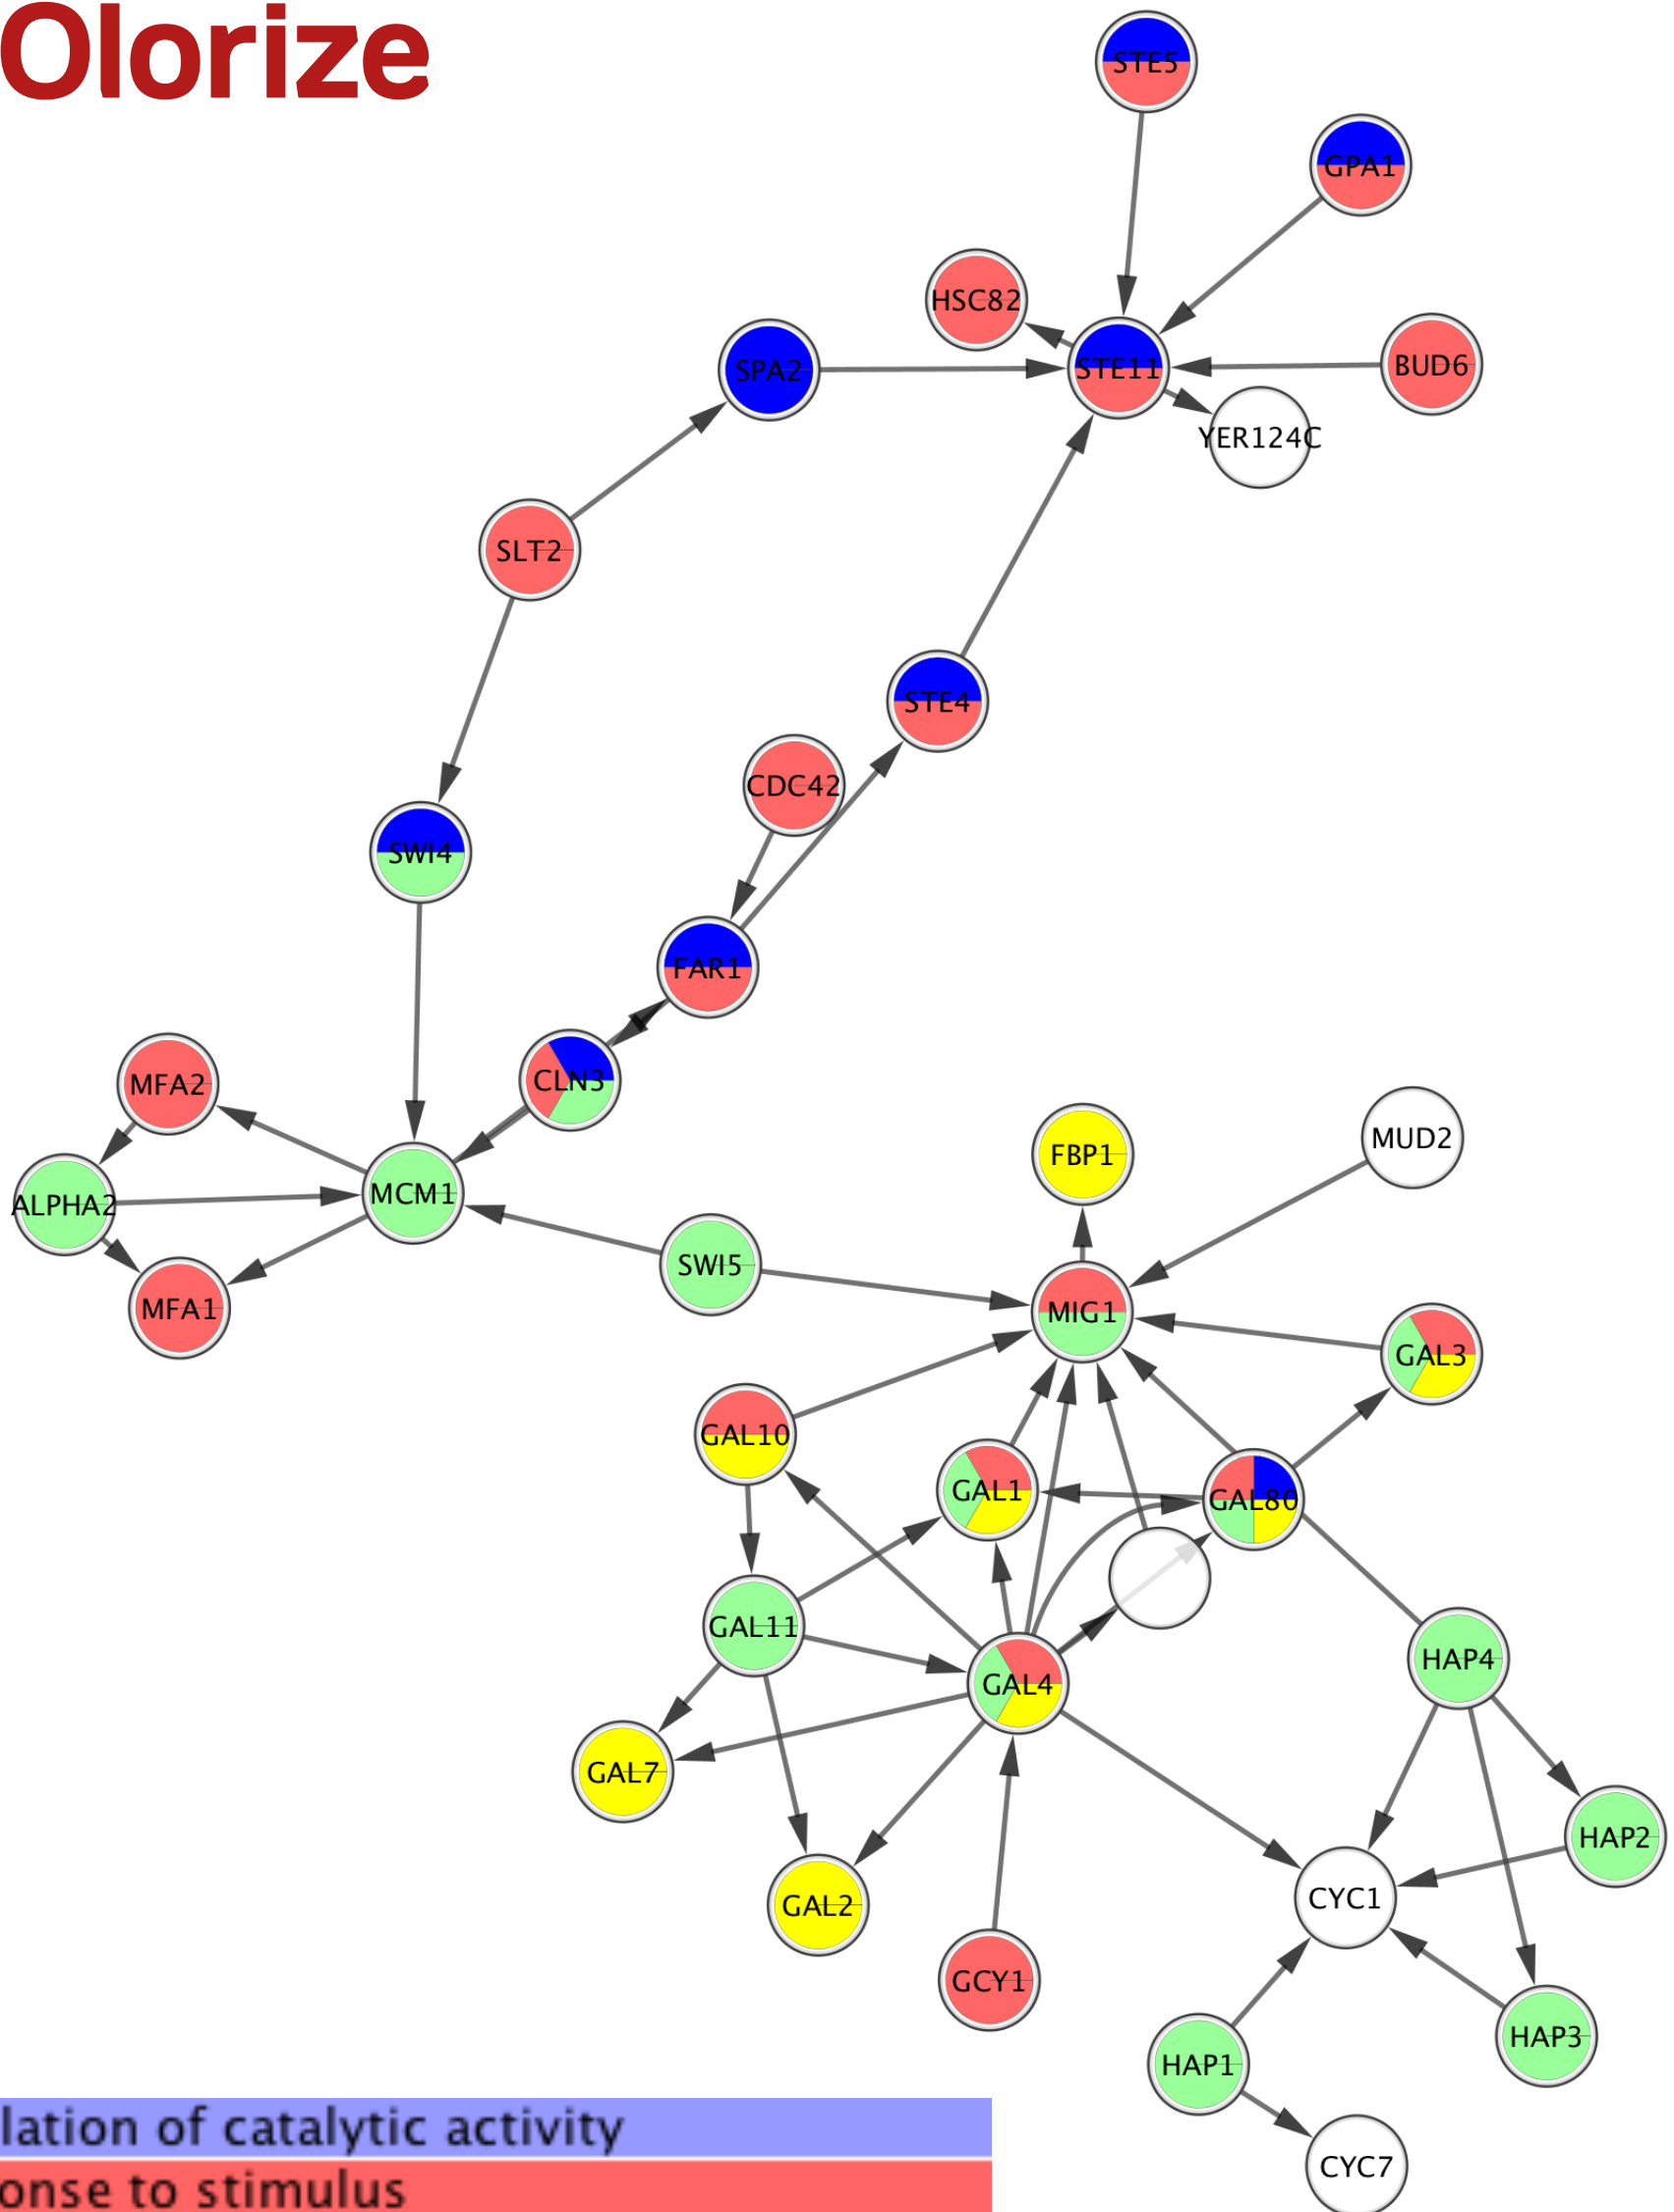 Olorize
STE5
GPA1
HSC82
SPA2
STE11
BUD6
YER124C
SLT2
STE4
CDC42
SWI4
FAR1
MFA2
CLN3
FBP1
MUD2
ALPHA2
MCM1
SWI5
MFA1
MIG1
GAL3
GAL10
GAL1
GAL80
GAL11
GAL4
HAP4
GAL7
HAP2
GAL2
CYC1
GCY1
HAP3
HAP1
CYC7
lation of catalytic activity
onse to stimulus